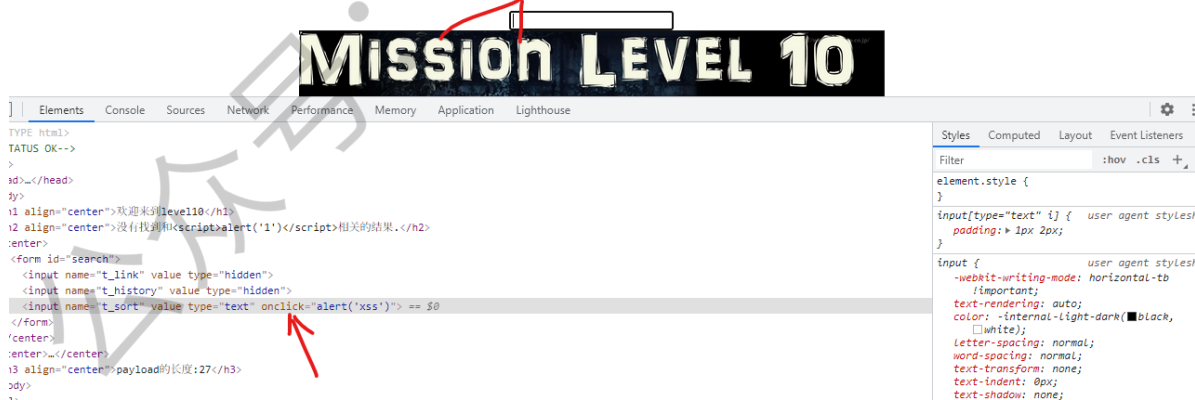 MISSION LEVEL 10
Elements Console Sources Network Performance Memory Application Lighthouse
TYPE html>
TATUS OK-->
>
ad>…</head>
dy>
h1 align="center">欢迎来到level10</h1>
h2 align="center">没有找到和<script>alert('1')</script>相关的结果.</h2>
center>
<form id="search">
<input name="t_link" value type="hidden">
<input name="t_history" value type="hidden">
<input name="t_sort" value type="text" onclick="alert('xss')"> == $0
</form>
/center>
center>…</center>
h3 align="center">payload的长度:27</h3>
ody>
Styles Computed Layout Event Listeners
Filter :hov .cls +
element.style {
}
input[type="text" i] { user agent stylesh
padding:▶ 1px 2px;
}
input { user agent stylesh
-webkit-writing-mode: horizontal-tb
!important;
text-rendering: auto;
color: -internal-light-dark(black,
white);
letter-spacing: normal;
word-spacing: normal;
text-transform: none;
text-indent: 0px;
text-shadow: none;
公众号·